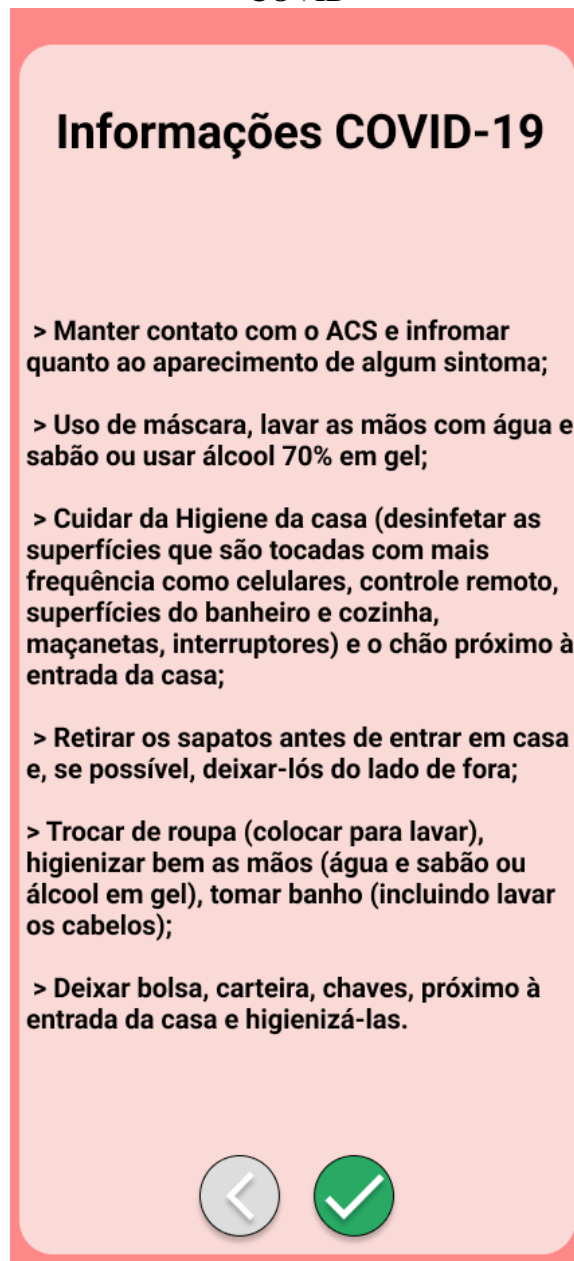 COVID
Informações COVID-19
> Manter contato com o ACS e infromar
quanto ao aparecimento de algum sintoma;
> Uso de máscara, lavar as mãos com água e
sabão ou usar álcool 70% em gel;
> Cuidar da Higiene da casa (desinfetar as
superfícies que são tocadas com mais
frequência como celulares, controle remoto,
superfícies do banheiro e cozinha,
maçanetas, interruptores) e o chão próximo à
entrada da casa;
> Retirar os sapatos antes de entrar em casa
e, se possível, deixar-lós do lado de fora;
> Trocar de roupa (colocar para lavar),
higienizar bem as mãos (água e sabão ou
álcool em gel), tomar banho (incluindo lavar
os cabelos);
> Deixar bolsa, carteira, chaves, próximo à
entrada da casa e higienizá-las.